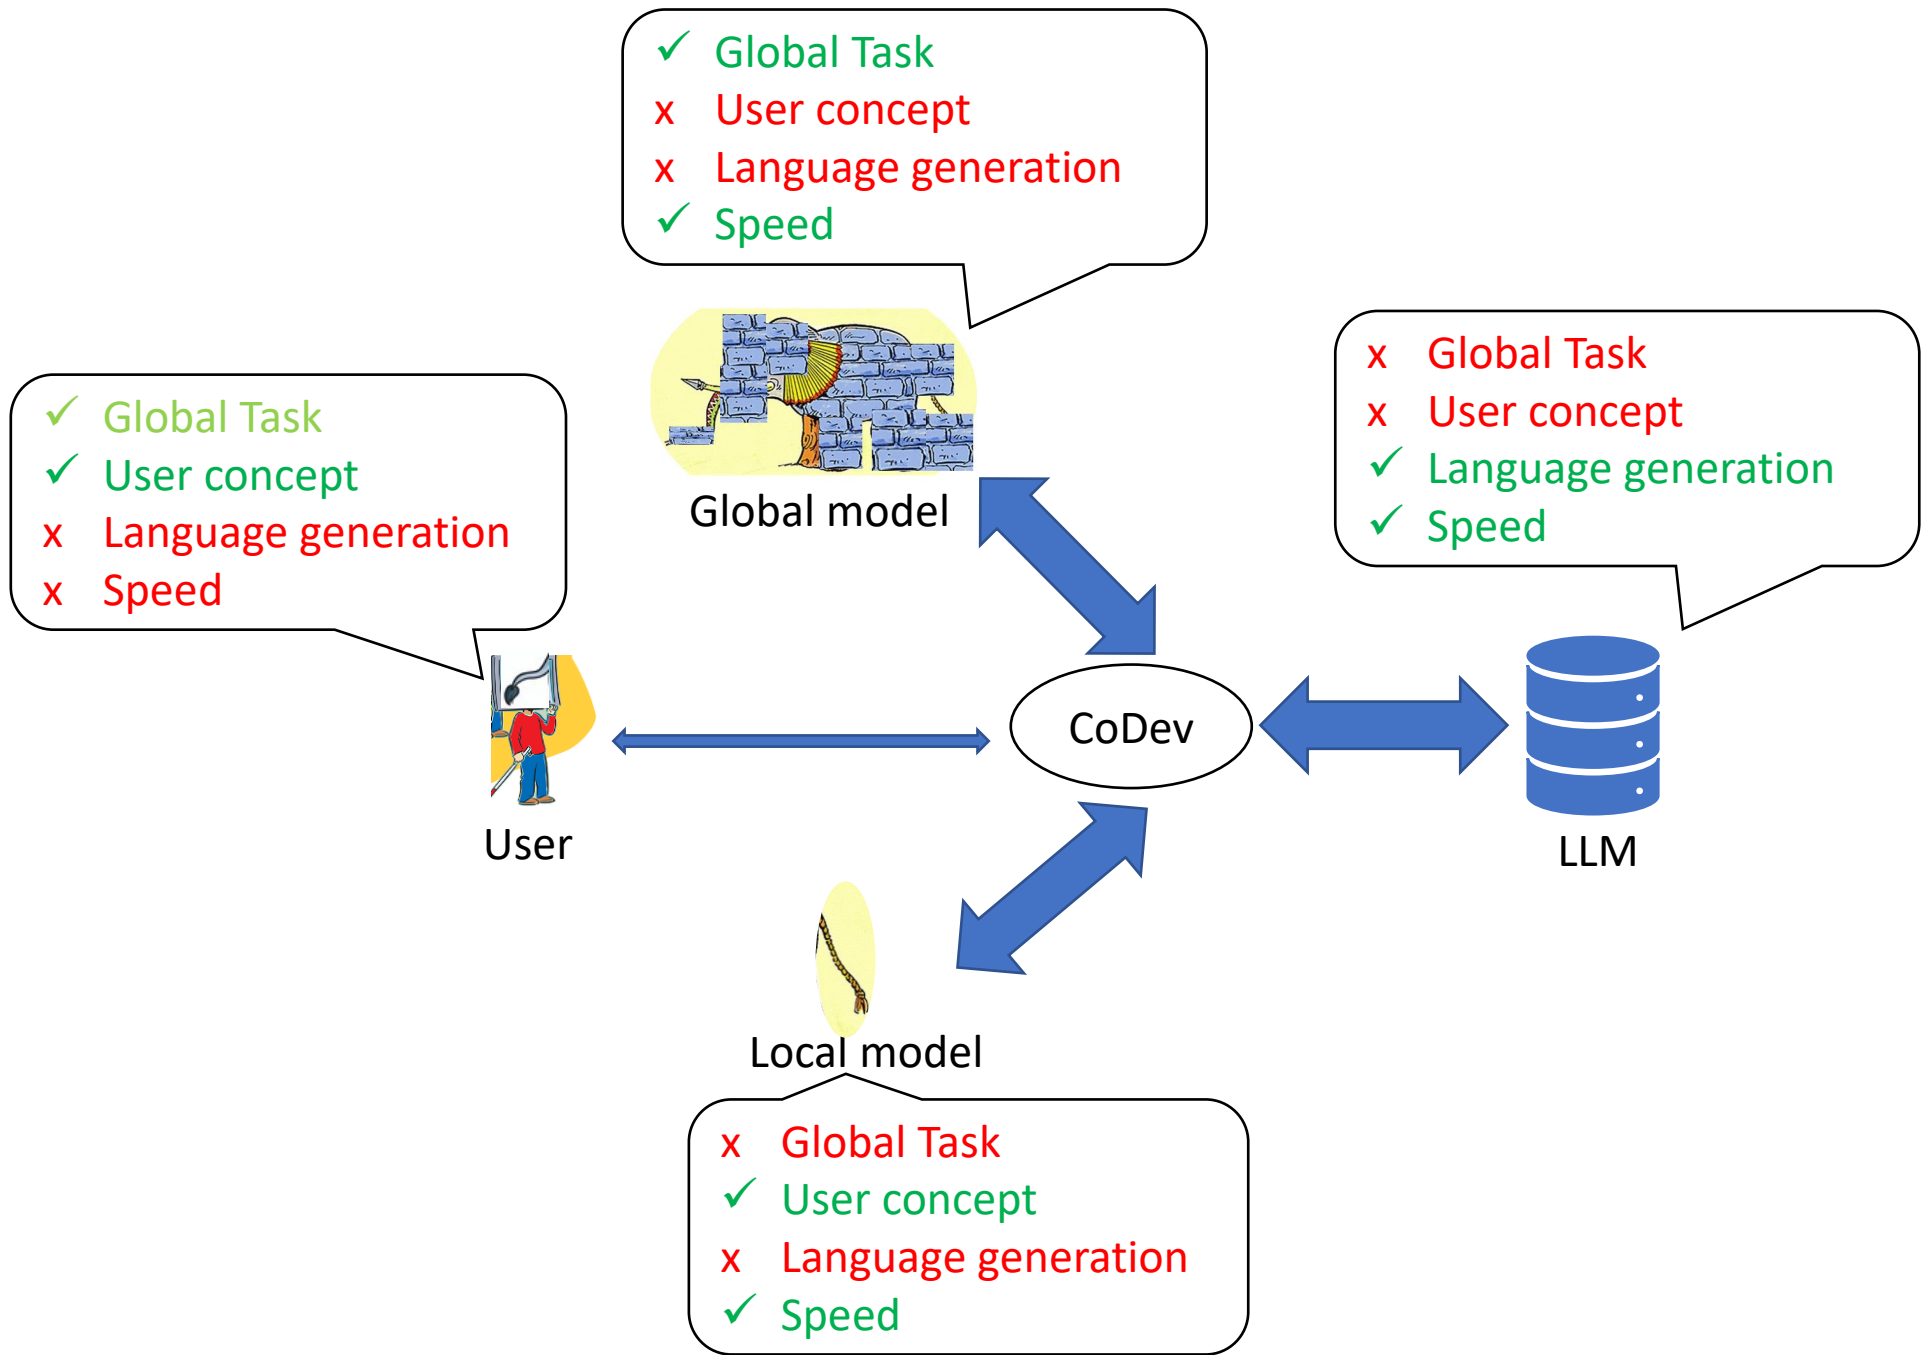 ✓ Global Task
x User concept
x Language generation
✓ Speed
Global model
✓ Global Task
✓ User concept
x Language generation
x Speed
User
x Global Task
x User concept
✓ Language generation
✓ Speed
LLM
CoDev
Local model
x Global Task
✓ User concept
x Language generation
✓ Speed